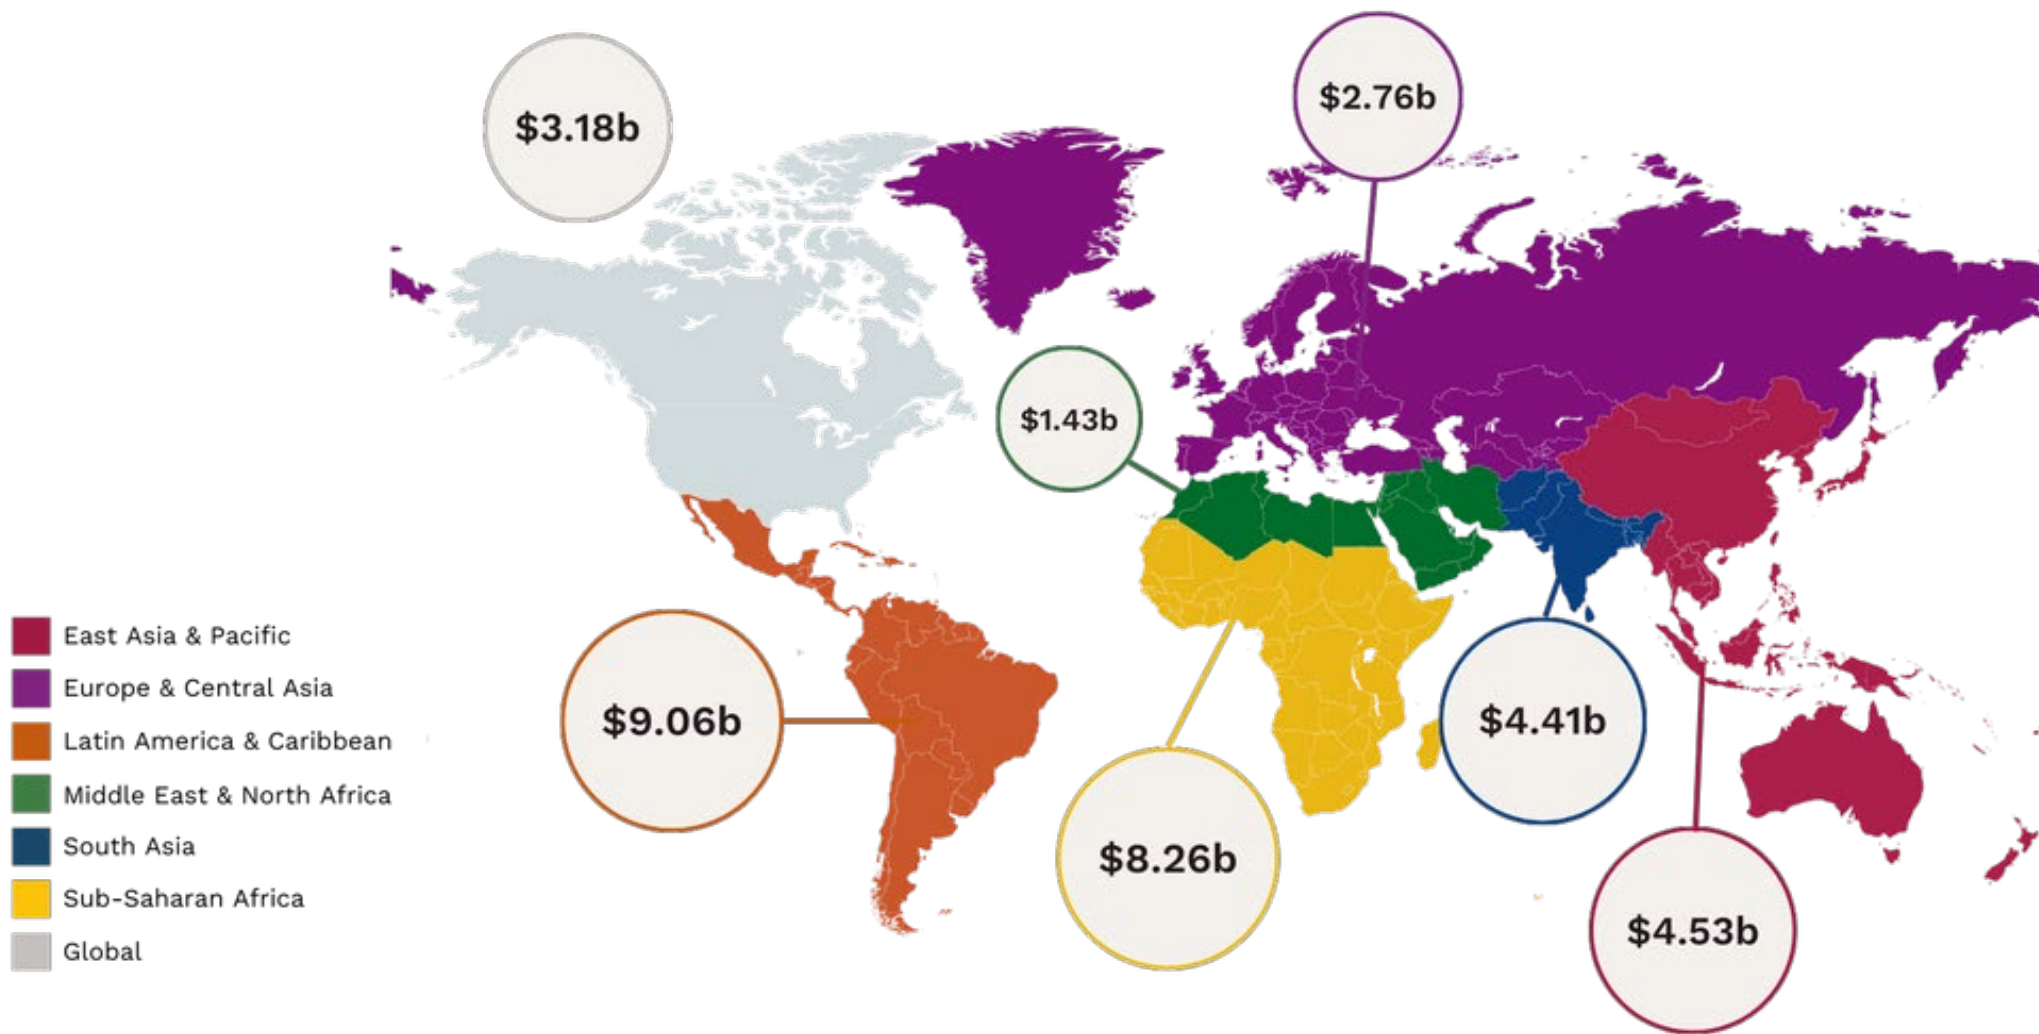 $3.18b
$2.76b
$1.43b
$9.06b
$8.26b
$4.41b
$4.53b
East Asia & Pacific
Europe & Central Asia
Latin America & Caribbean
Middle East & North Africa
South Asia
Sub-Saharan Africa
Global